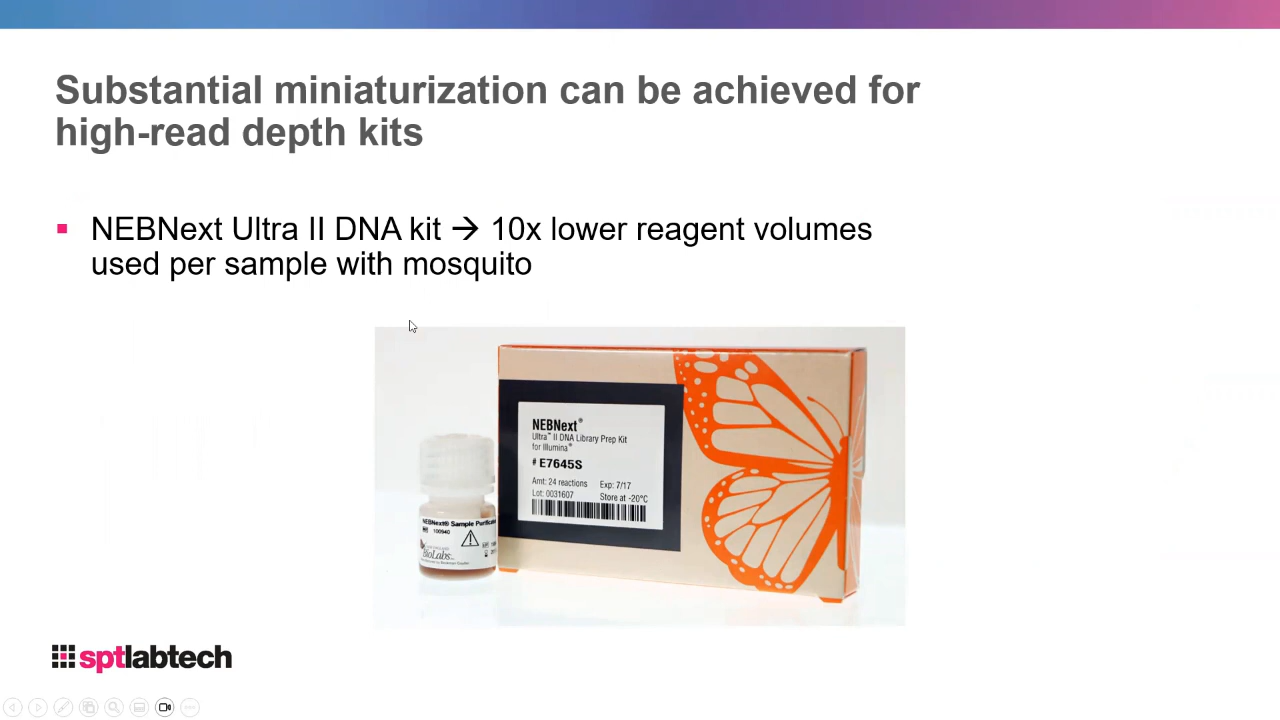 Substantial miniaturization can be achieved for
high-read depth kits
▪ NEBNext Ultra II DNA kit → 10x lower reagent volumes
used per sample with mosquito
NEBNext®
Ultra™ II DNA Library Prep Kit
for Illumina®
# E7645S
Amt: 24 reactions Exp: 7/17
Lot: 0031607 Store at -20°C
NEBNext® Sample Purificat
100940
BioLabs
sptlabtech